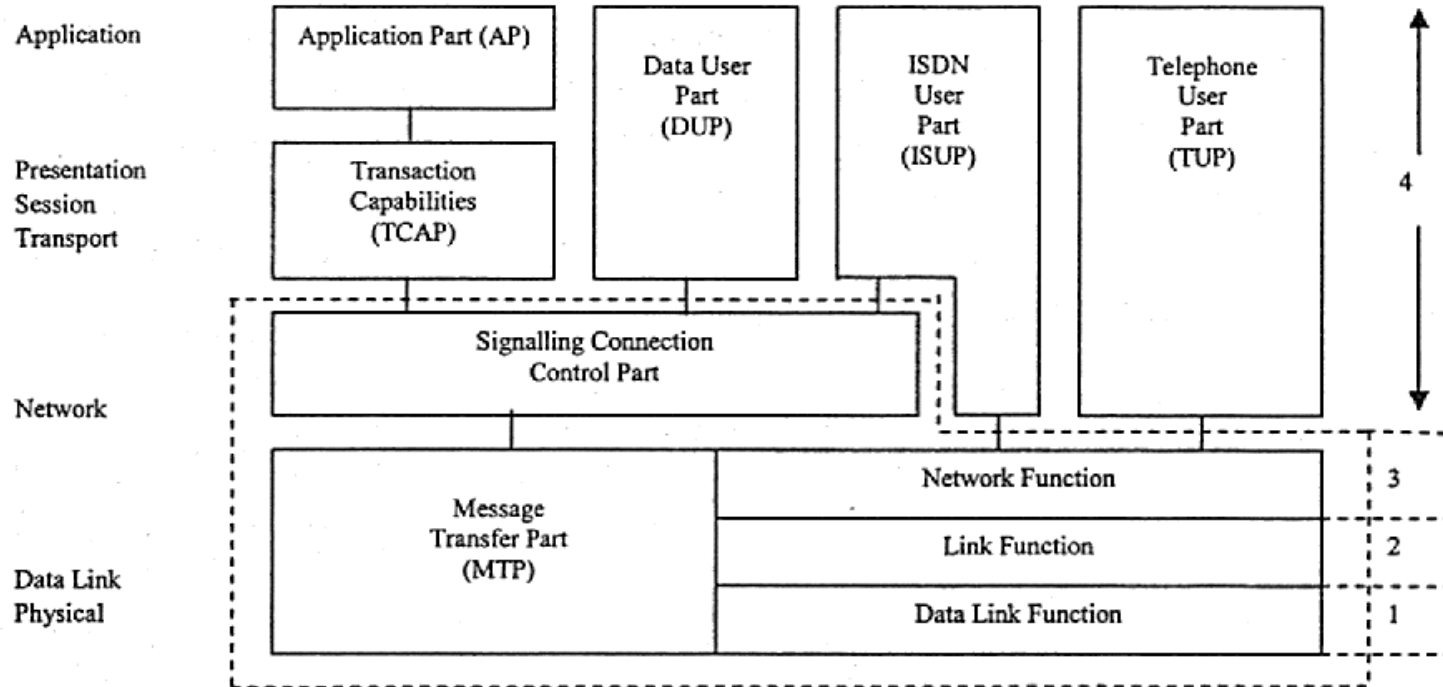 Application
Application Part (AP)
Data User
Part
(DUP)
ISDN
User
Part
(ISUP)
Telephone
User
Part
(TUP)
Presentation
Session
Transport
Transaction
Capabilities
(TCAP)
4
Signalling Connection
Control Part
Network
Message
Transfer Part
(MTP)
Network Function
3
Link Function
2
Data Link
Physical
Data Link Function
1